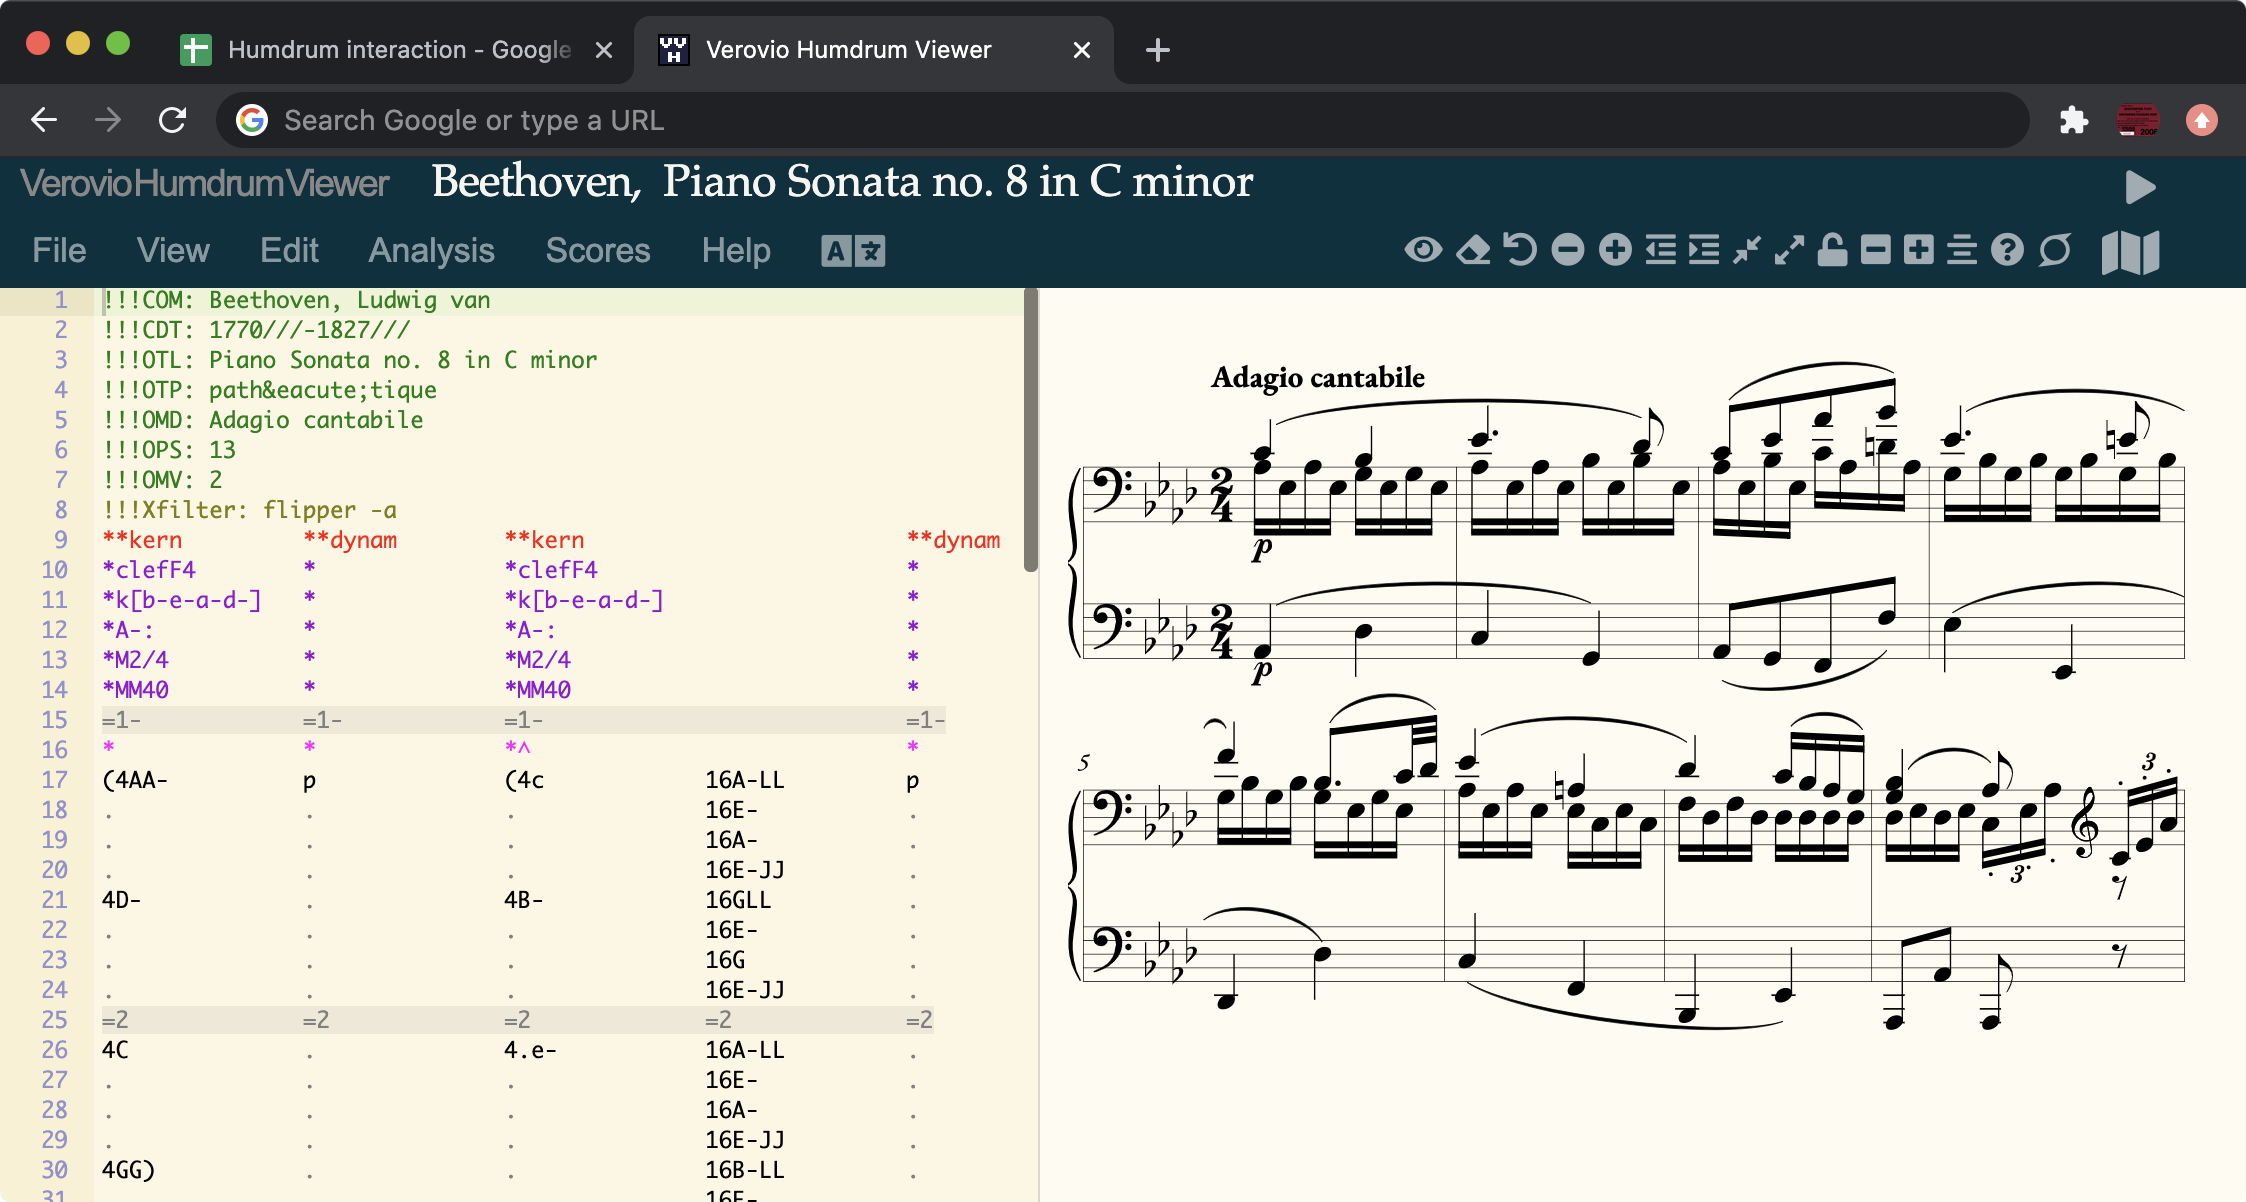 Humdrum interaction - Google
Verovio Humdrum Viewer
Search Google or type a URL
VerovioHumdrumViewer Beethoven, Piano Sonata no. 8 in C minor
File View Edit Analysis Scores Help A
1 !!!COM: Beethoven, Ludwig van
2 !!!CDT: 1770///-1827///
3 !!!OTL: Piano Sonata no. 8 in C minor
4 !!!OTP: path&eacute;tique
5 !!!OMD: Adagio cantabile
6 !!!OPS: 13
7 !!!OMV: 2
8 !!!Xfilter: flipper -a
9 **kern **dynam **kern **dynam
10 *clefF4 * *clefF4 *
11 *k[b-e-a-d-] * *k[b-e-a-d-] *
12 *A-: * *A-: *
13 *M2/4 * *M2/4 *
14 *MM40 * *MM40 *
15 =1- =1- =1- =1-
16 * * *^ *
17 (4AA- p (4c 16A-LL p
18 . . . 16E- .
19 . . . 16A- .
20 . . . 16E-JJ .
21 4D- . 4B- 16GLL .
22 . . . 16E- .
23 . . . 16G .
24 . . . 16E-JJ .
25 =2 =2 =2 =2 =2
26 4C . 4.e- 16A-LL .
27 . . . 16E- .
28 . . . 16A- .
29 . . . 16E-JJ .
30 4GG) . . 16B-LL .
31 16E-
Adagio cantabile
2
4
p
2
4
p
5
3
3